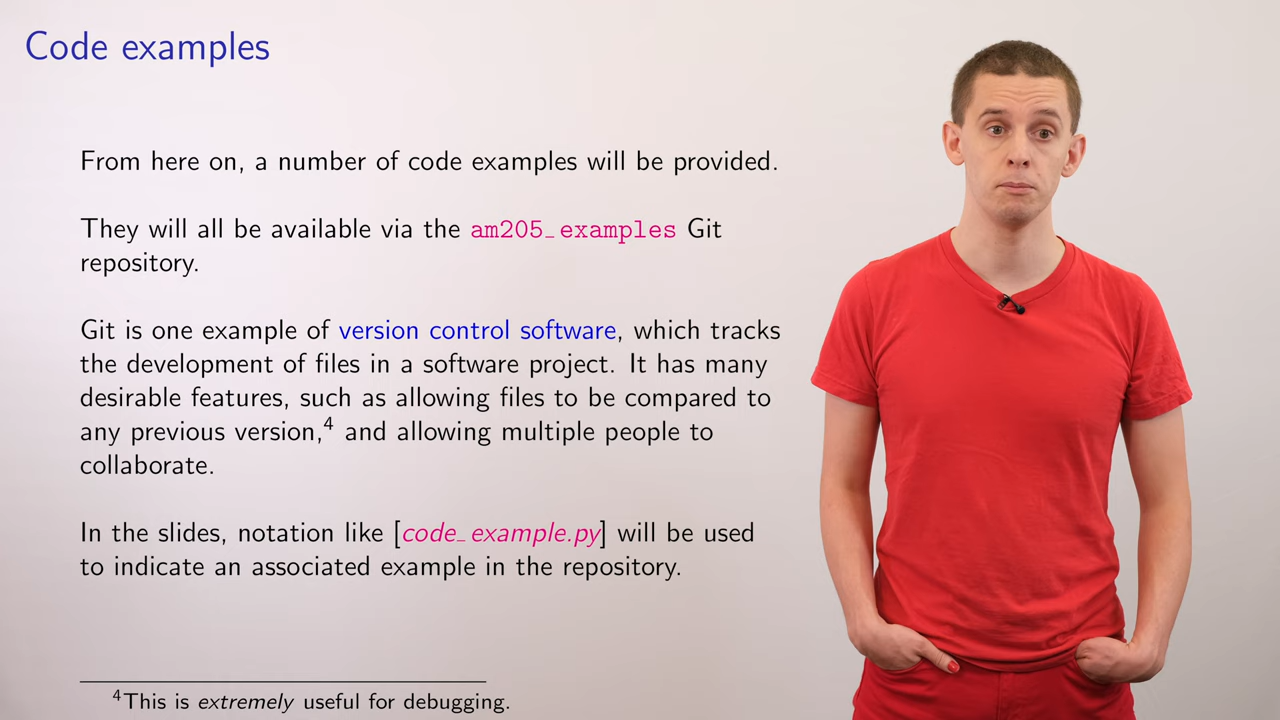 Code examples
From here on, a number of code examples will be provided.
They will all be available via the am205_examples Git
repository.
Git is one example of version control software, which tracks
the development of files in a software project. It has many
desirable features, such as allowing files to be compared to
any previous version,4 and allowing multiple people to
collaborate.
In the slides, notation like [code_example.py] will be used
to indicate an associated example in the repository.
4This is extremely useful for debugging.